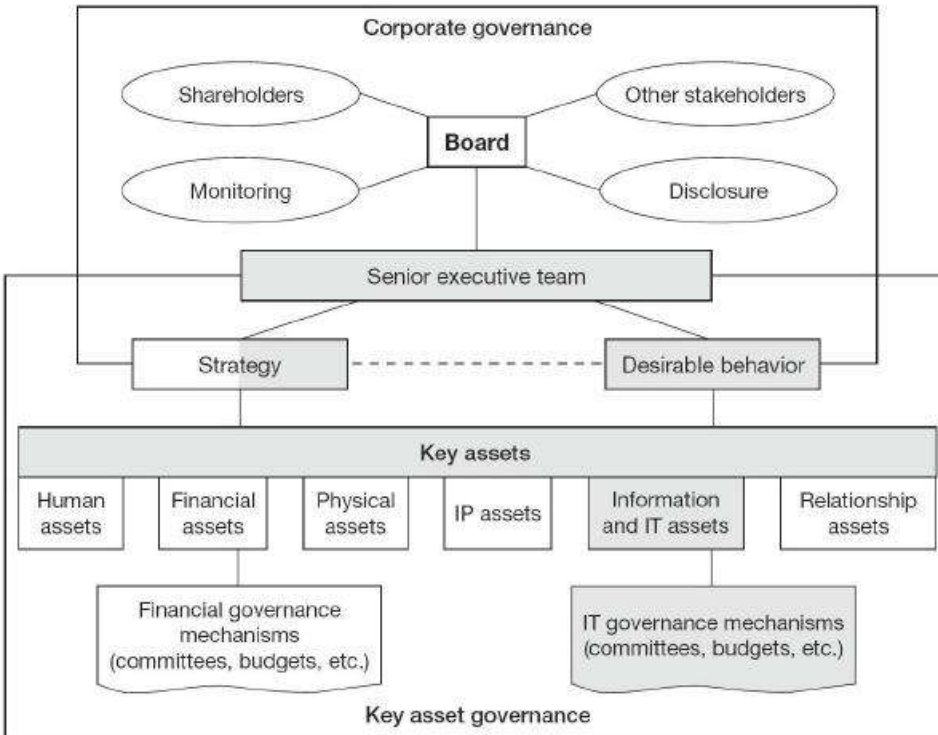 Corporate governance
Shareholders
Other stakeholders
Board
Monitoring
Disclosure
Senior executive team
Strategy
Desirable behavior
Key assets
Human
assets
Financial
assets
Physical
assets
IP assets
Information
and IT assets
Relationship
assets
Financial governance
mechanisms
(committees, budgets, etc.)
IT governance mechanisms
(committees, budgets, etc.)
Key asset governance